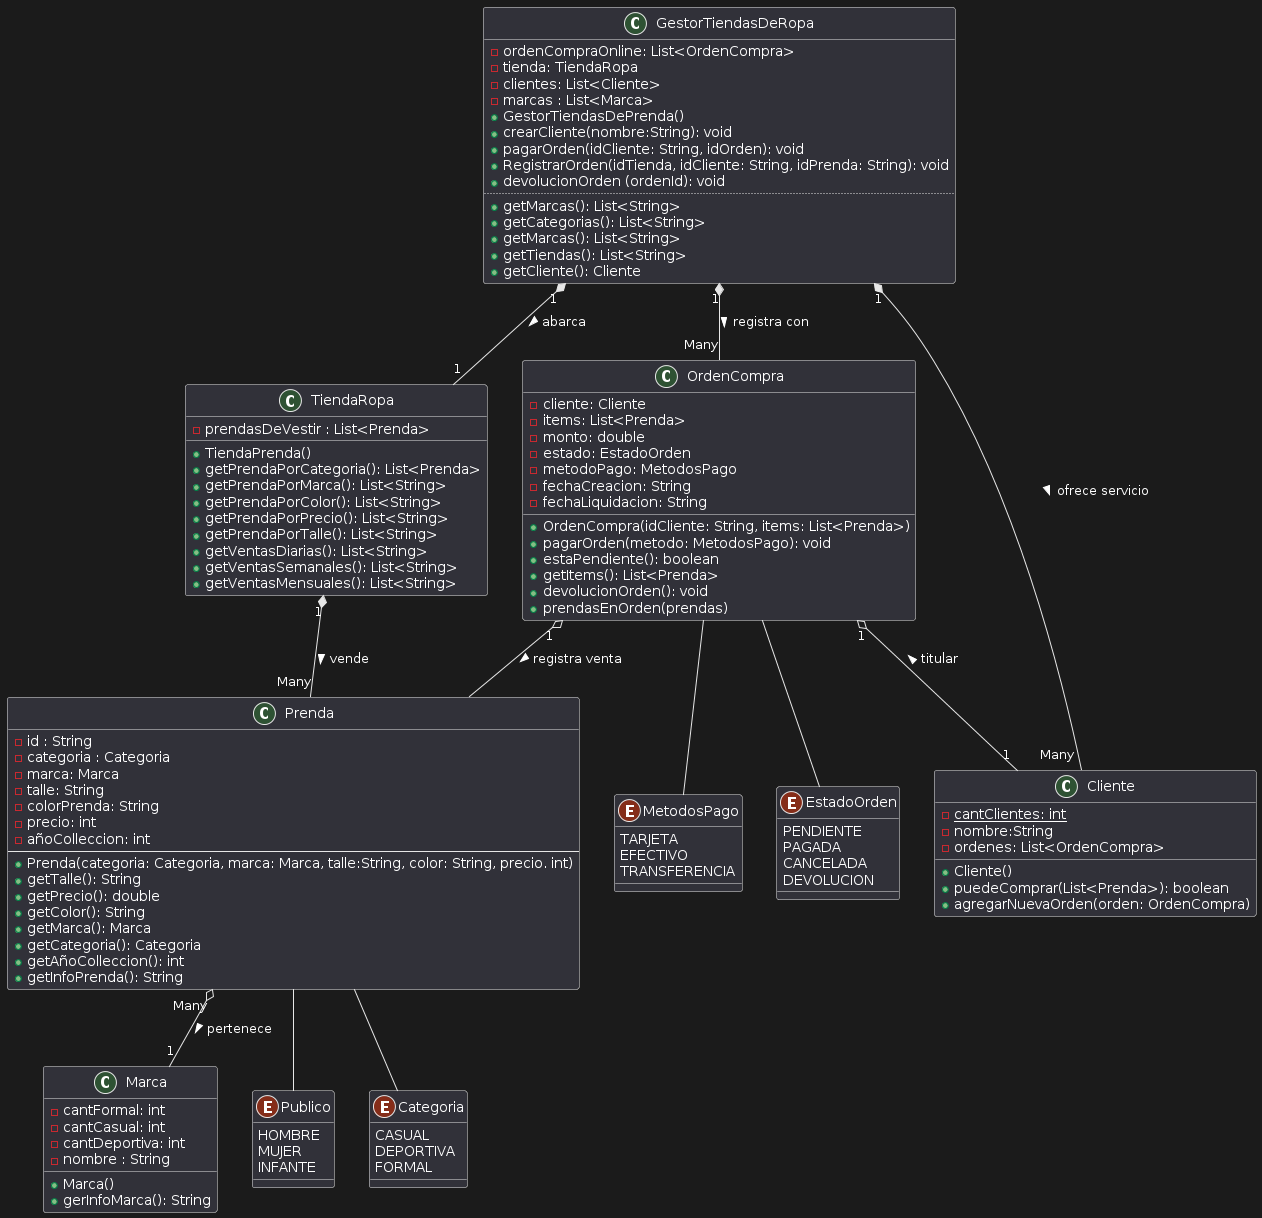 C GestorTiendasDeRopa
ordenCompraOnline: List<OrdenCompra>
tienda: TiendaRopa
clientes: List<Cliente>
marcas : List<Marca>
GestorTiendasDePrenda()
crearCliente(nombre:String): void
pagarOrden(idCliente: String, idOrden): void
RegistrarOrden(idTienda, idCliente: String, idPrenda: String): void
devolucionOrden (ordenId): void
getMarcas(): List<String>
getCategorias(): List<String>
getMarcas(): List<String>
getTiendas(): List<String>
getCliente(): Cliente
1
1
1
abarca
registra con
1
Many
C TiendaRopa
prendasDeVestir : List<Prenda>
TiendaPrenda()
getPrendaPorCategoria(): List<Prenda>
getPrendaPorMarca(): List<String>
getPrendaPorColor(): List<String>
getPrendaPorPrecio(): List<String>
getPrendaPorTalle(): List<String>
getVentasDiarias(): List<String>
getVentasSemanales(): List<String>
getVentasMensuales(): List<String>
C OrdenCompra
cliente: Cliente
items: List<Prenda>
monto: double
estado: EstadoOrden
metodoPago: MetodosPago
fechaCreacion: String
fechaLiquidacion: String
OrdenCompra(idCliente: String, items: List<Prenda>)
pagarOrden(metodo: MetodosPago): void
estaPendiente(): boolean
getItems(): List<Prenda>
devolucionOrden(): void
prendasEnOrden(prendas)
ofrece servicio
1
1
1
vende
registra venta
titular
Many
1
Many
C Prenda
id : String
categoria : Categoria
marca: Marca
talle: String
colorPrenda: String
precio: int
añoColleccion: int
Prenda(categoria: Categoria, marca: Marca, talle:String, color: String, precio. int)
getTalle(): String
getPrecio(): double
getColor(): String
getMarca(): Marca
getCategoria(): Categoria
getAñoColleccion(): int
getInfoPrenda(): String
E MetodosPago
TARJETA
EFECTIVO
TRANSFERENCIA
E EstadoOrden
PENDIENTE
PAGADA
CANCELADA
DEVOLUCION
C Cliente
cantClientes: int
nombre:String
ordenes: List<OrdenCompra>
Cliente()
puedeComprar(List<Prenda>): boolean
agregarNuevaOrden(orden: OrdenCompra)
Many
pertenece
1
C Marca
cantFormal: int
cantCasual: int
cantDeportiva: int
nombre : String
Marca()
gerInfoMarca(): String
E Publico
HOMBRE
MUJER
INFANTE
E Categoria
CASUAL
DEPORTIVA
FORMAL